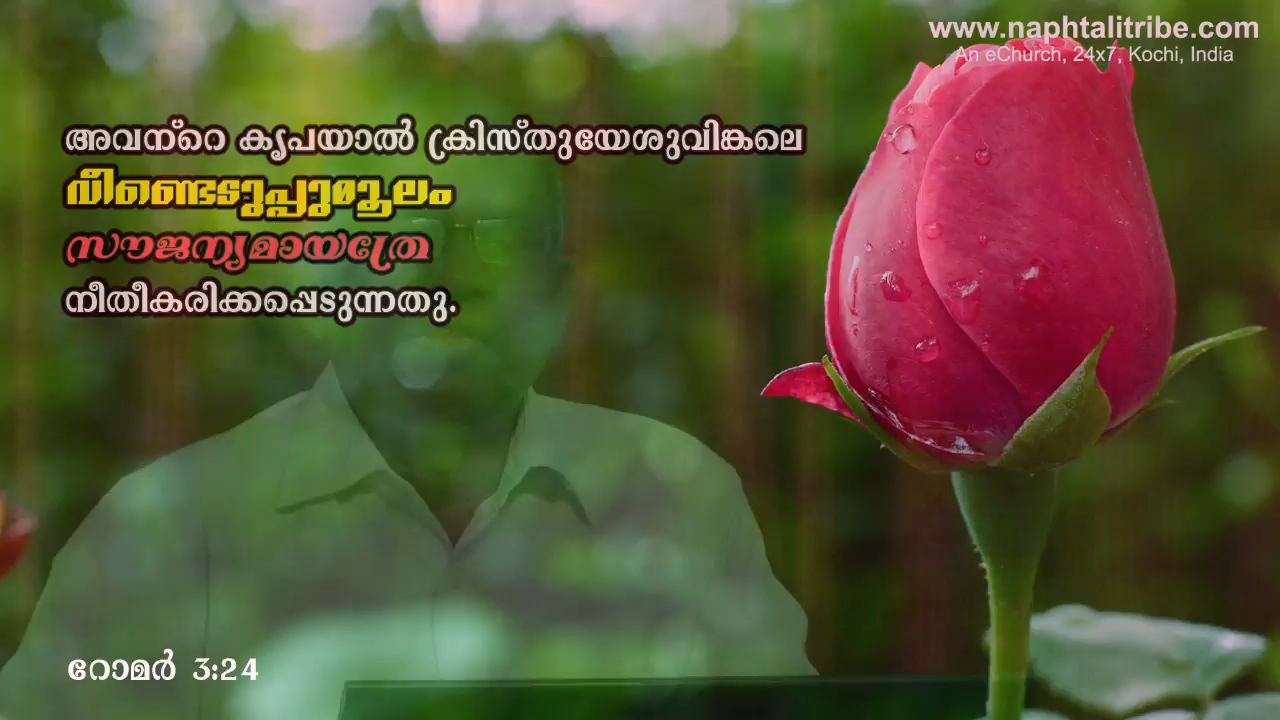 www.naphtalitribe.com
An eChurch, 24x7, Kochi, India
അവന്റെ കൃപയാൽ ക്രിസ്തുയേശുവിങ്കലെ
വീണ്ടെടുപ്പുമൂലം
സൗജന്യമായത്രേ
നീതീകരിക്കപ്പെടുന്നതു.
റോമർ 3:24